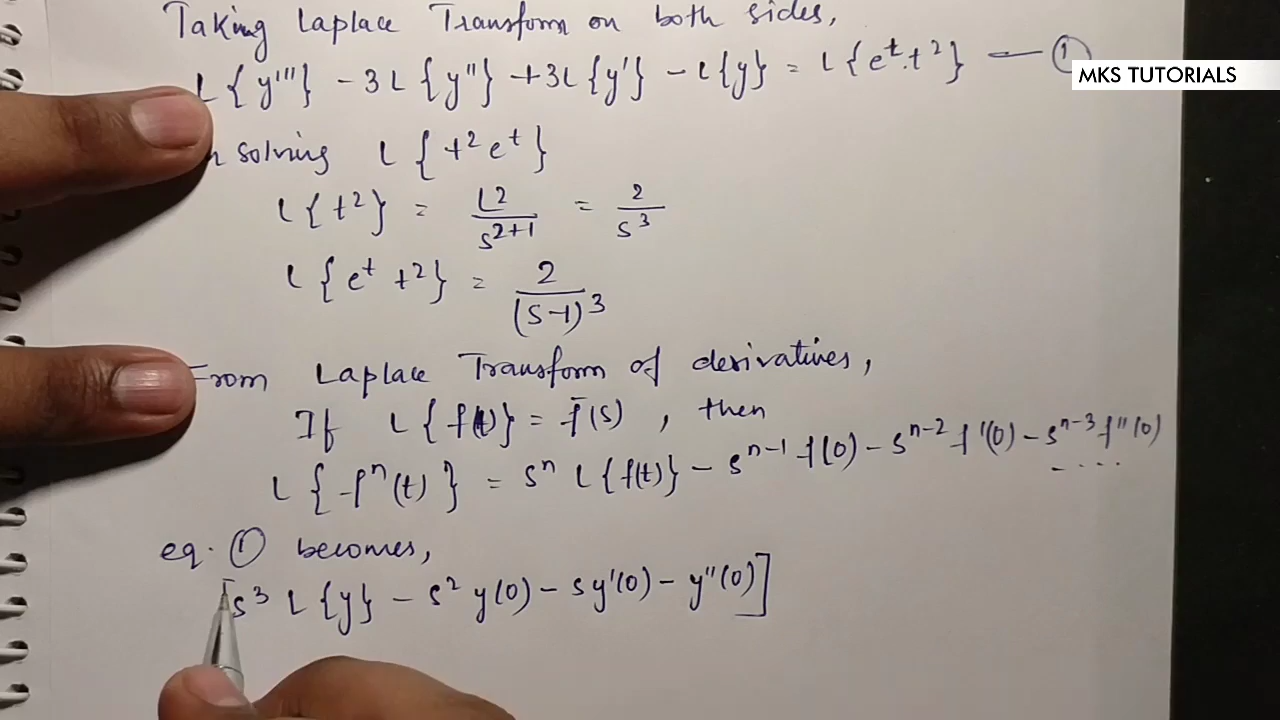 Taking Laplace Transform on both sides,
L{y'''} - 3L{y''} + 3L{y'} - L{y} = L{e^t.t^2} — ①
MKS TUTORIALS
solving L{t^2 e^t}
L{t^2} = L2/s^{2+1} = 2/s^3
L{e^t t^2} = 2/(s-1)^3
From Laplace Transform of derivatives,
If L{f(t)} = f̄(s), then
L{f^n(t)} = s^n L{f(t)} - s^{n-1} f(0) - s^{n-2} f'(0) - s^{n-3} f''(0) - ....
eq. ① becomes,
[s^3 L{y} - s^2 y(0) - sy'(0) - y''(0)]